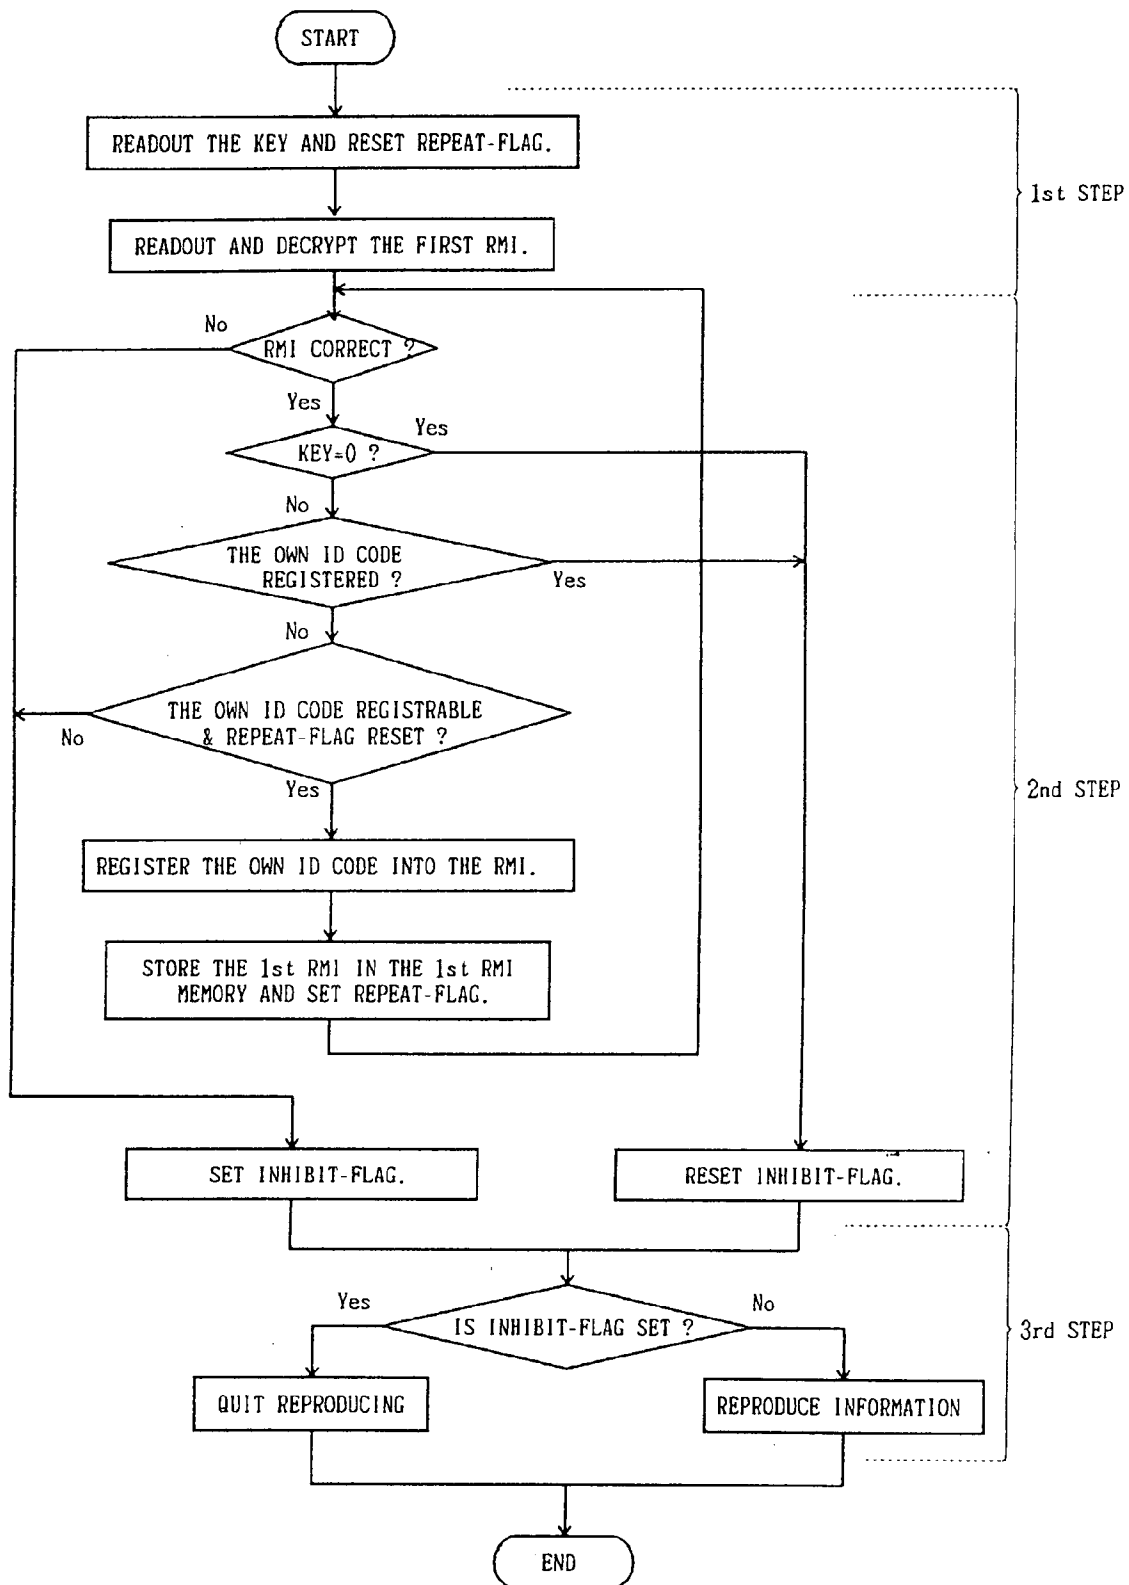 START
READOUT THE KEY AND RESET REPEAT-FLAG.
1st STEP
READOUT AND DECRYPT THE FIRST RMI.
No
RMI CORRECT ?
Yes
Yes
KEY=0 ?
No
THE OWN ID CODE
REGISTERED ?
Yes
No
THE OWN ID CODE REGISTRABLE
& REPEAT-FLAG RESET ?
No
Yes
2nd STEP
REGISTER THE OWN ID CODE INTO THE RMI.
STORE THE 1st RMI IN THE 1st RMI
MEMORY AND SET REPEAT-FLAG.
SET INHIBIT-FLAG.
RESET INHIBIT-FLAG.
Yes
No
IS INHIBIT-FLAG SET ?
3rd STEP
QUIT REPRODUCING
REPRODUCE INFORMATION
END